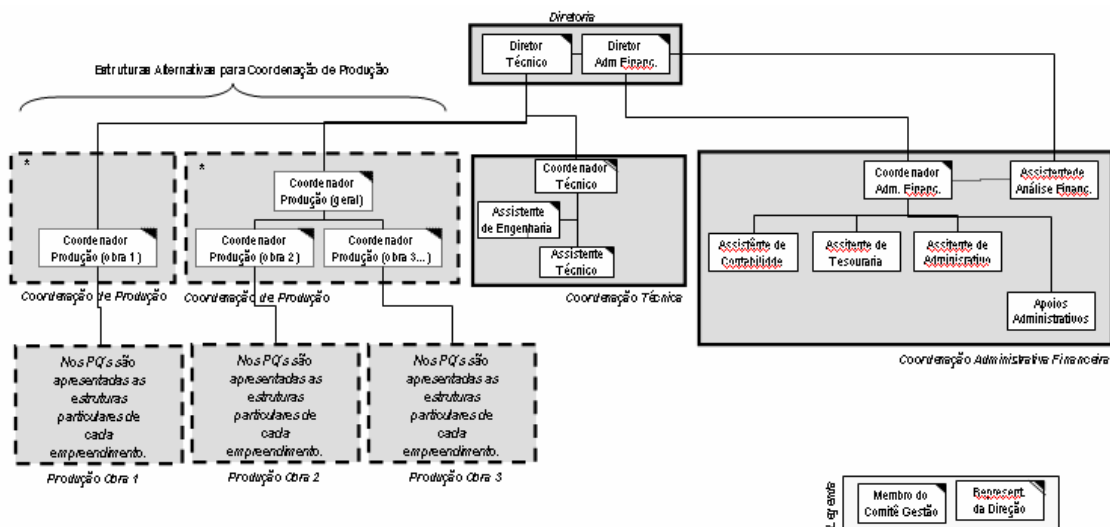 Diretoria
Diretor
Técnico
Diretor
Adm Financ.
Estruturas Alternativas para Coordenação de Produção
*
*
Coordenador
Produção (geral)
Coordenador
Produção (obra 1)
Coordenador
Produção (obra 2)
Coordenador
Produção (obra 3...)
Coordenação de Produção
Coordenação de Produção
Coordenador
Técnico
Assistente
de Engenharia
Assistente
Técnico
Coordenação Técnica
Coordenador
Adm. Financ.
Assistente de
Análise Financ.
Assistente de
Contabilidde
Assitente de
Tesouraria
Assitente de
Administrativo
Apoios
Administrativos
Coordenação Administrativa Financeira
Nos PQ's são
apresentadas as
estruturas
particulares de
cada
empreendimento.
Produção Obra 1
Nos PQ's são
apresentadas as
estruturas
particulares de
cada
empreendimento.
Produção Obra 2
Nos PQ's são
apresentadas as
estruturas
particulares de
cada
empreendimento.
Produção Obra 3
Legenda
Membro do
Comitê Gestão
Represent.
da Direção